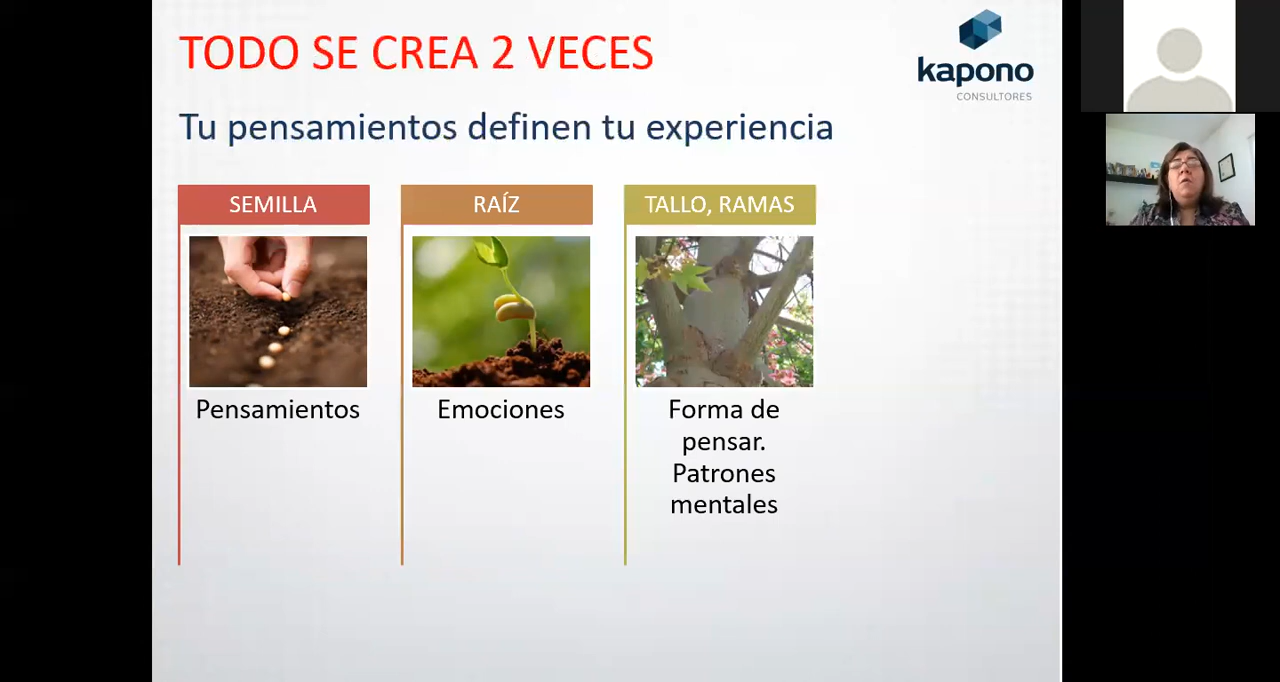 TODO SE CREA 2 VECES
kapono
CONSULTORES
Tu pensamientos definen tu experiencia
SEMILLA
RAÍZ
TALLO, RAMAS
Pensamientos
Emociones
Forma de
pensar.
Patrones
mentales